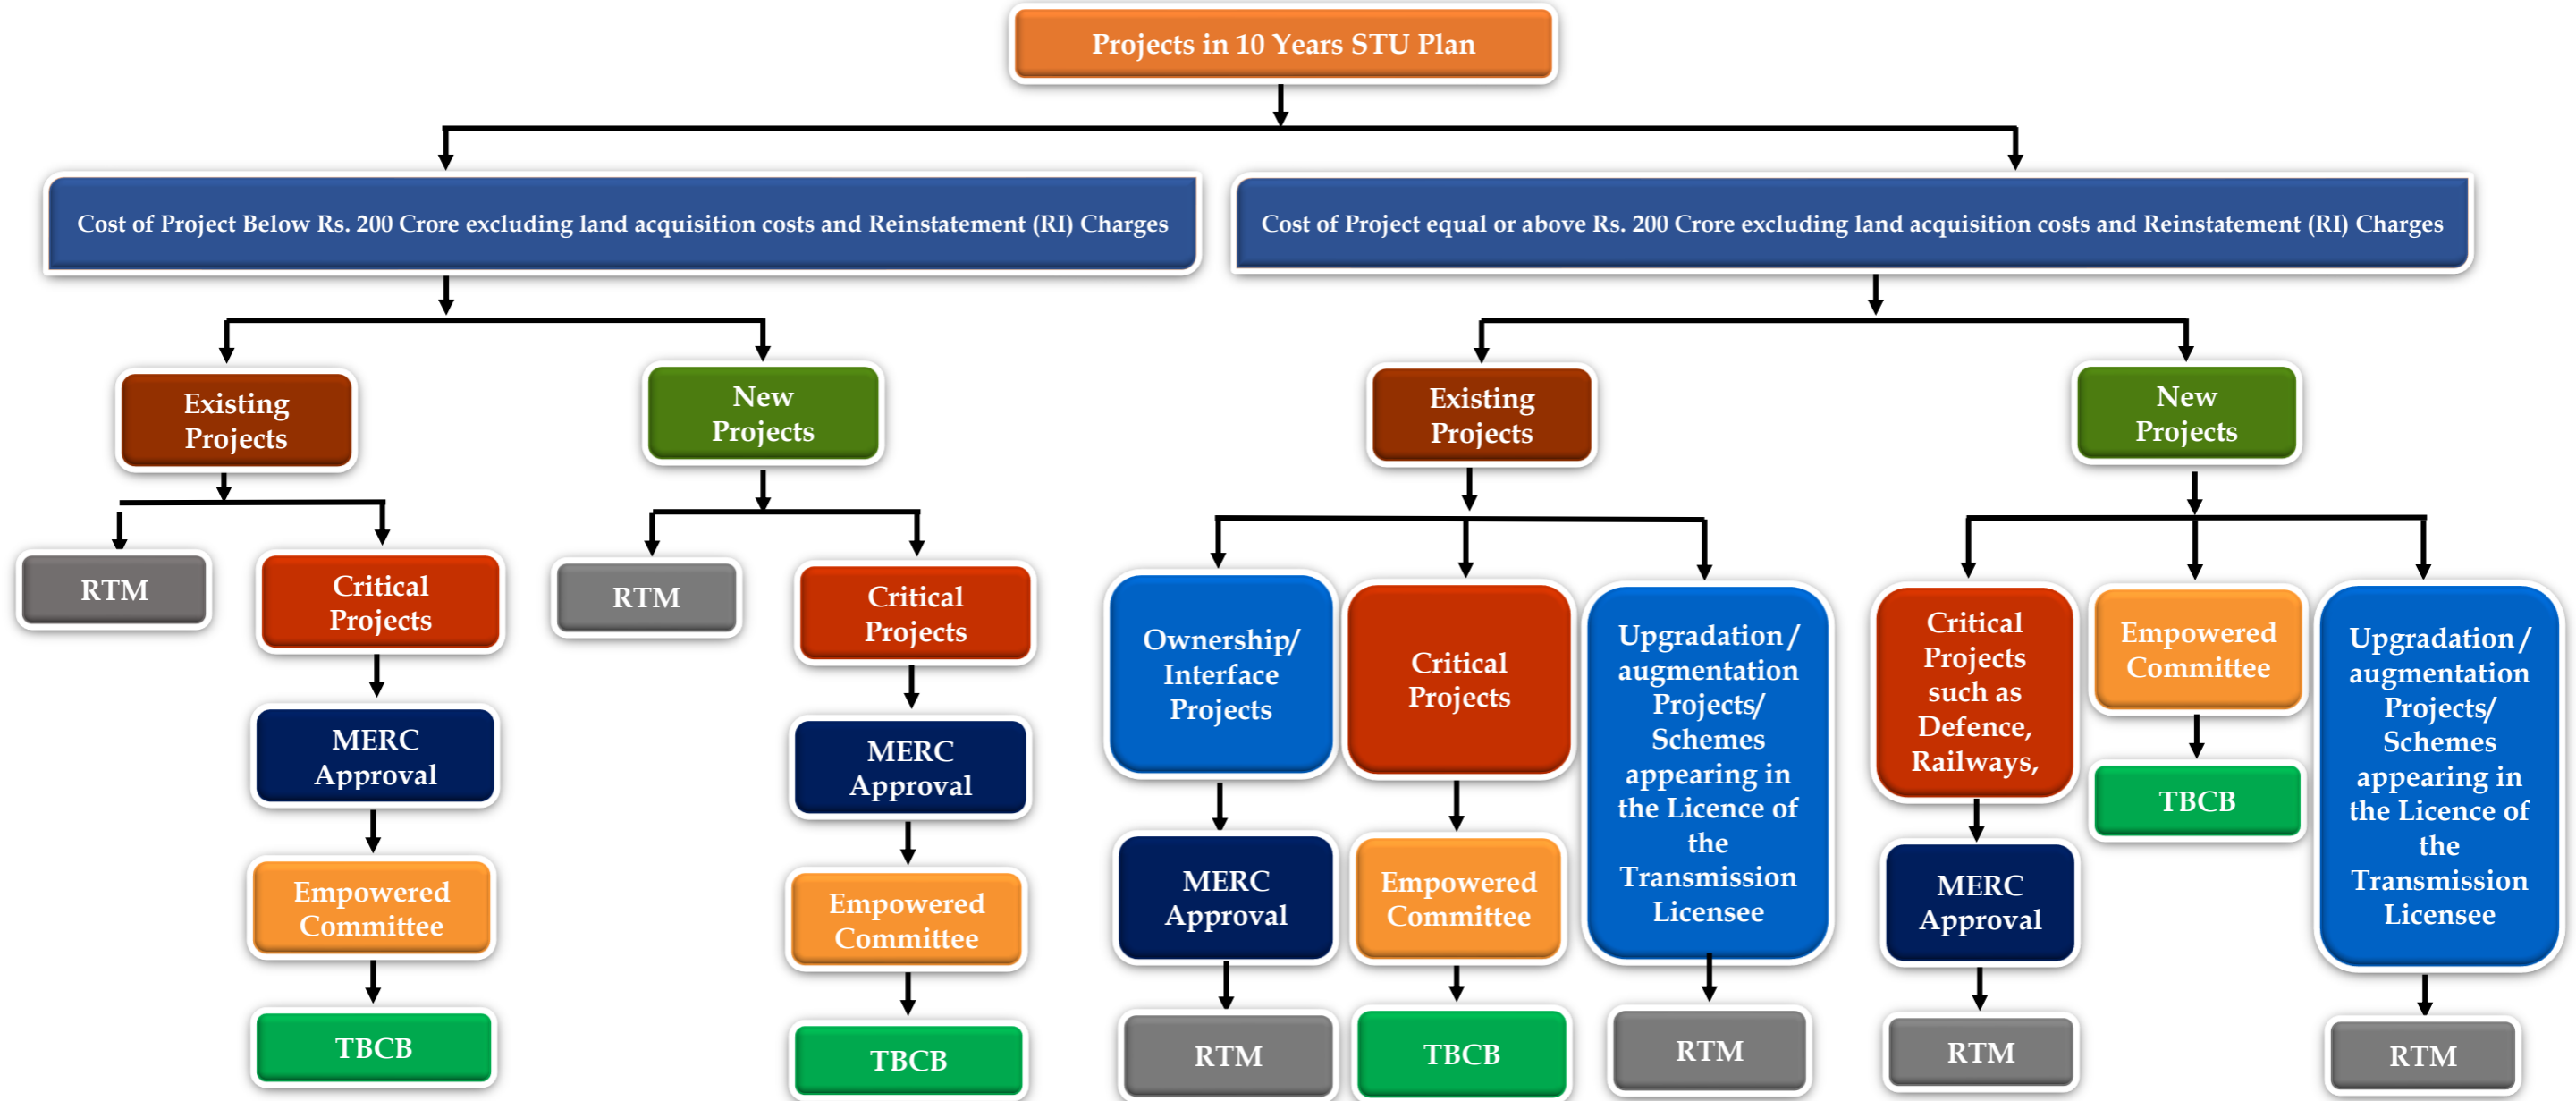 Projects in 10 Years STU Plan
Cost of Project Below Rs. 200 Crore excluding land acquisition costs and Reinstatement (RI) Charges
Cost of Project equal or above Rs. 200 Crore excluding land acquisition costs and Reinstatement (RI) Charges
Existing
Projects
New
Projects
Existing
Projects
New
Projects
RTM
Critical
Projects
RTM
Critical
Projects
Ownership/
Interface
Projects
Critical
Projects
Upgradation /
augmentation
Projects/
Schemes
appearing in
the Licence of
the
Transmission
Licensee
Critical
Projects
such as
Defence,
Railways,
Empowered
Committee
Upgradation /
augmentation
Projects/
Schemes
appearing in
the Licence of
the
Transmission
Licensee
MERC
Approval
MERC
Approval
TBCB
MERC
Approval
Empowered
Committee
MERC
Approval
Empowered
Committee
Empowered
Committee
TBCB
TBCB
RTM
TBCB
RTM
RTM
RTM